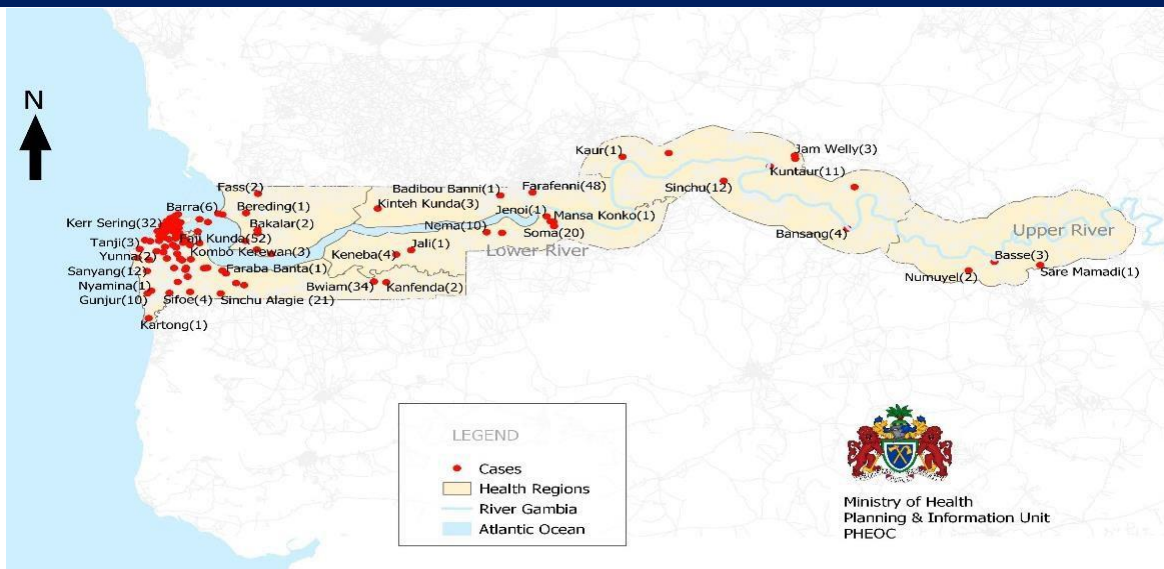 N
Kaur(1)
Jam Welly(3)
Kuntaur(11)
Sinchu(12)
Fass(2)
Badibou Banni(1)
Farafenni(48)
Barra(6)
Bereding(1)
Kinteh Kunda(3)
Jenoi(1)
Mansa Konko(1)
Kerr Sering(32)
Bakalar(2)
Nema(10)
Soma(20)
Faji Kunda(52)
Tanji(3)
Kombo Kerewan(3)
Jali(1)
Lower River
Bansang(4)
Upper River
Yunna(2)
Keneba(4)
Basse(3)
Sanyang(12)
Faraba Banta(1)
Numuyel(2)
Sare Mamadi(1)
Nyamina(1)
Bwiam(34)
Kanfenda(2)
Gunjur(10)
Sifoe(4)
Sinchu Alagie (21)
Kartong(1)
LEGEND
Cases
Health Regions
River Gambia
Atlantic Ocean
Ministry of Health
Planning & Information Unit
PHEOC